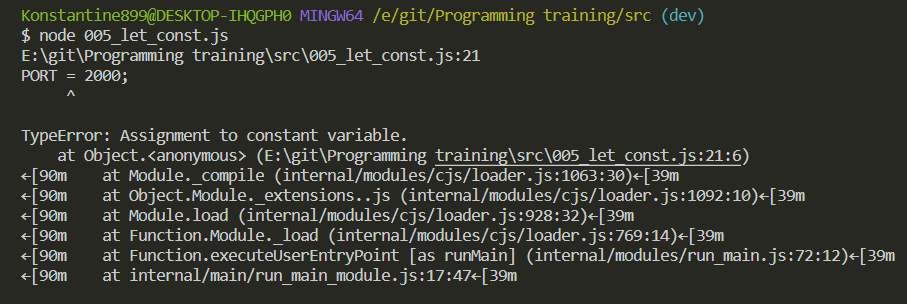 Konstantine899@DESKTOP-IHQGPH0 MINGW64 /e/git/Programming training/src (dev)
$ node 005_let_const.js
E:\git\Programming training\src\005_let_const.js:21
PORT = 2000;
     ^

TypeError: Assignment to constant variable.
    at Object.<anonymous> (E:\git\Programming training\src\005_let_const.js:21:6)
←[90m    at Module._compile (internal/modules/cjs/loader.js:1063:30)←[39m
←[90m    at Object.Module._extensions..js (internal/modules/cjs/loader.js:1092:10)←[39m
←[90m    at Module.load (internal/modules/cjs/loader.js:928:32)←[39m
←[90m    at Function.Module._load (internal/modules/cjs/loader.js:769:14)←[39m
←[90m    at Function.executeUserEntryPoint [as runMain] (internal/modules/run_main.js:72:12)←[39m
←[90m    at internal/main/run_main_module.js:17:47←[39m